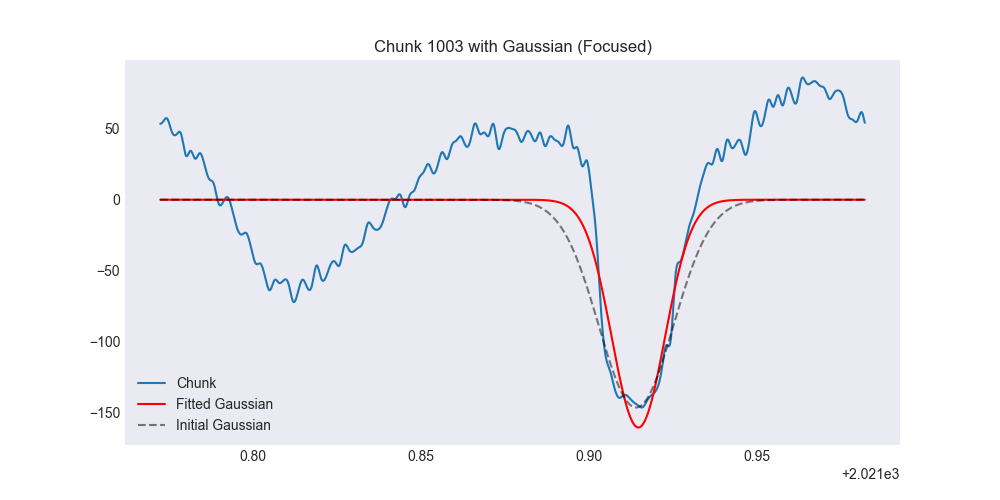 Chunk 1003 with Gaussian (Focused)
50
0
−50
−100
−150
Chunk
Fitted Gaussian
Initial Gaussian
0.80 0.85 0.90 0.95
+2.021e3